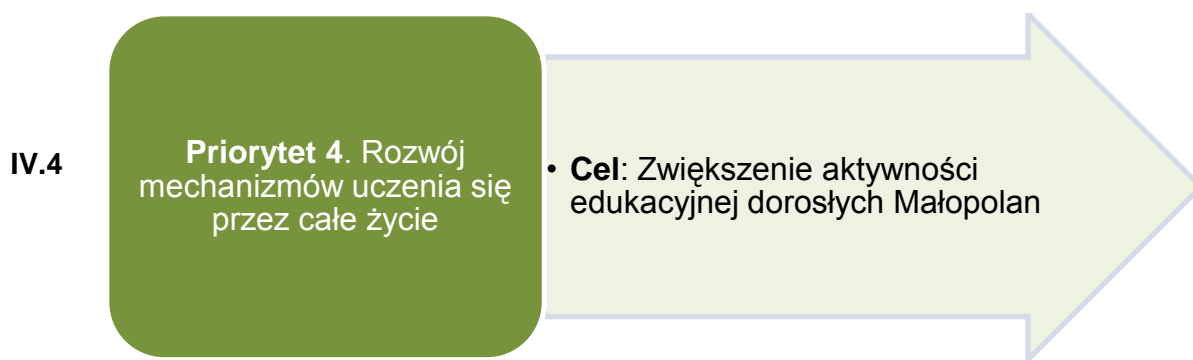 IV.4
Priorytet 4. Rozwój
mechanizmów uczenia się
przez całe życie
• Cel: Zwiększenie aktywności
edukacyjnej dorosłych Małopolan